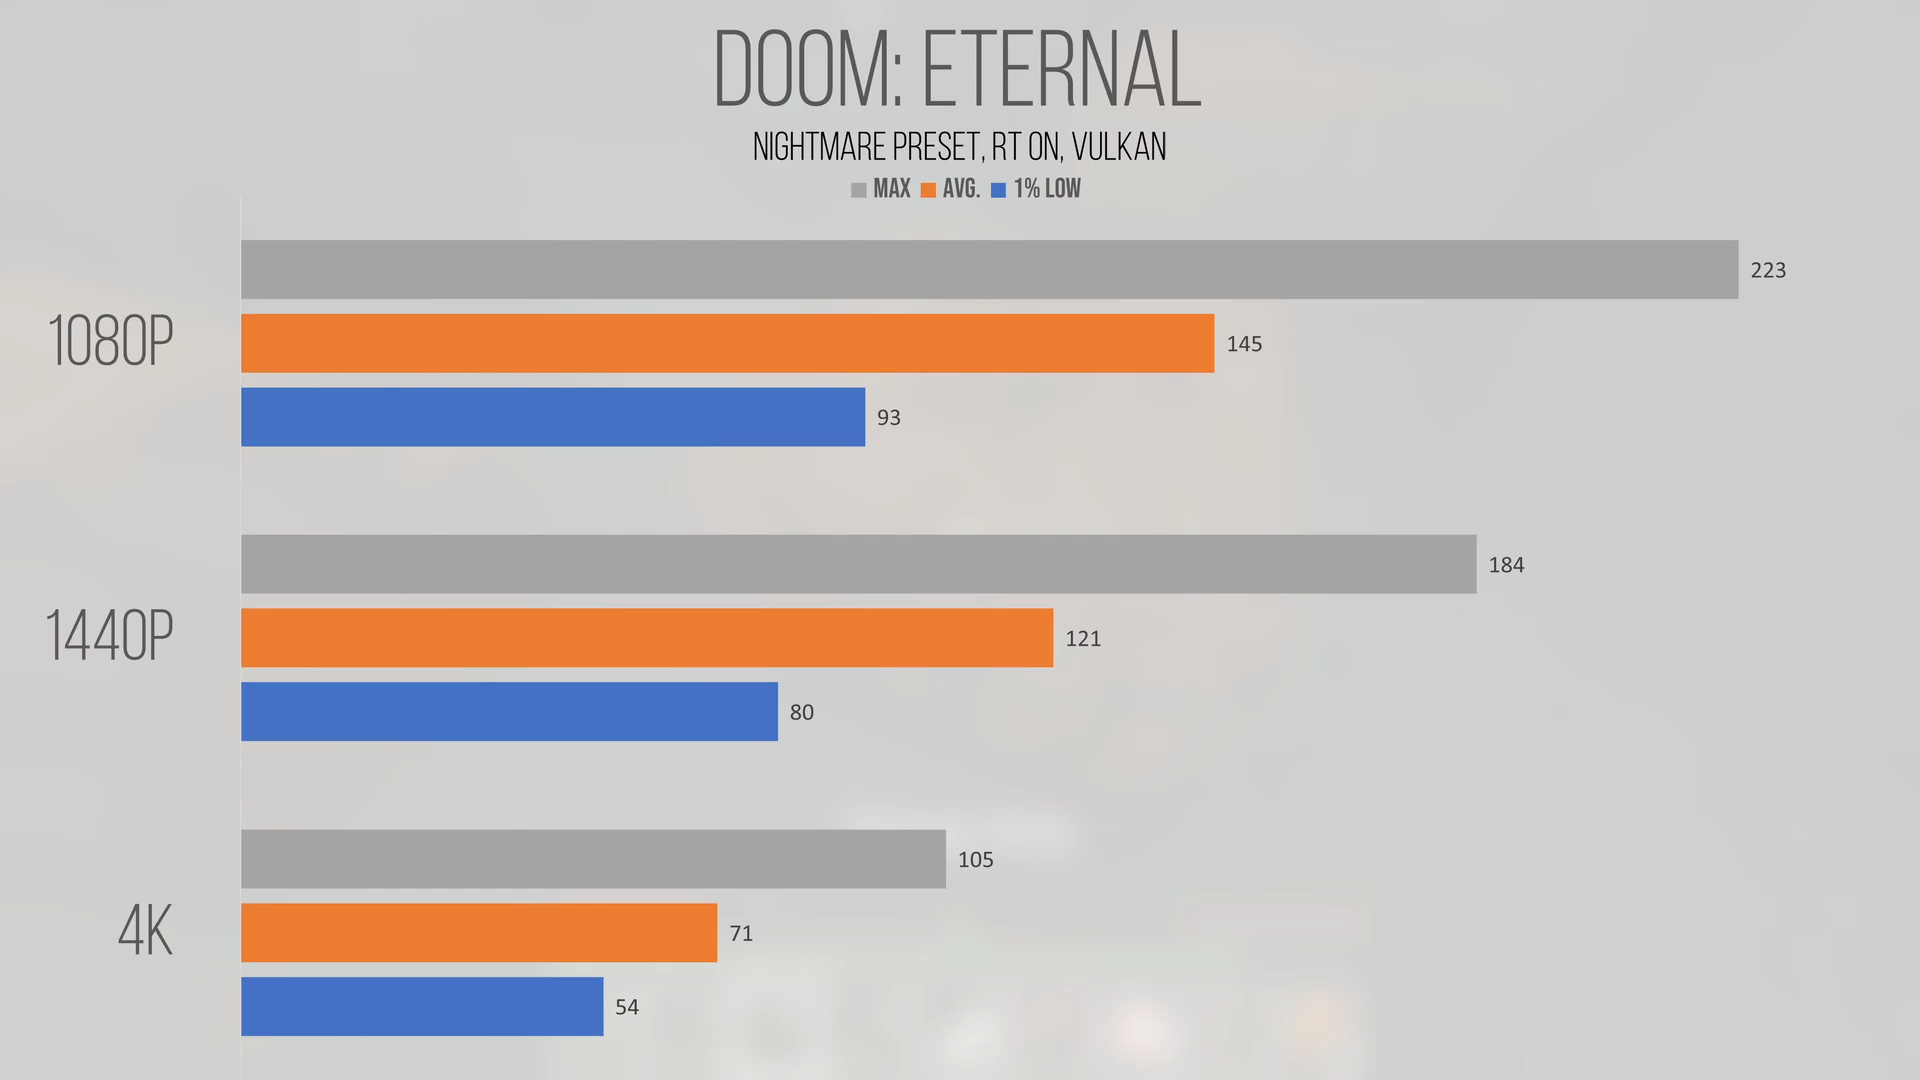 DOOM: ETERNAL
NIGHTMARE PRESET, RT ON, VULKAN
MAX AVG. 1% LOW
223
1080P
145
93
184
1440P
121
80
105
4K
71
54